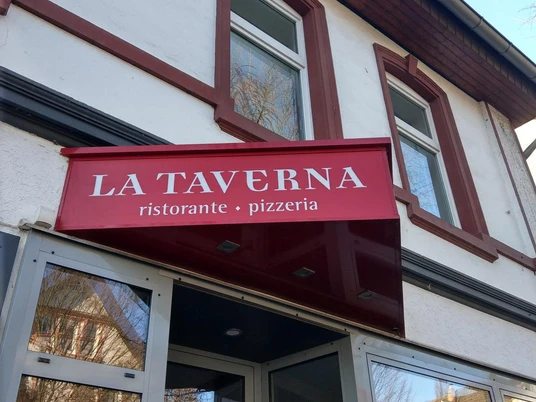 LA TAVERNA
ristorante • pizzeria